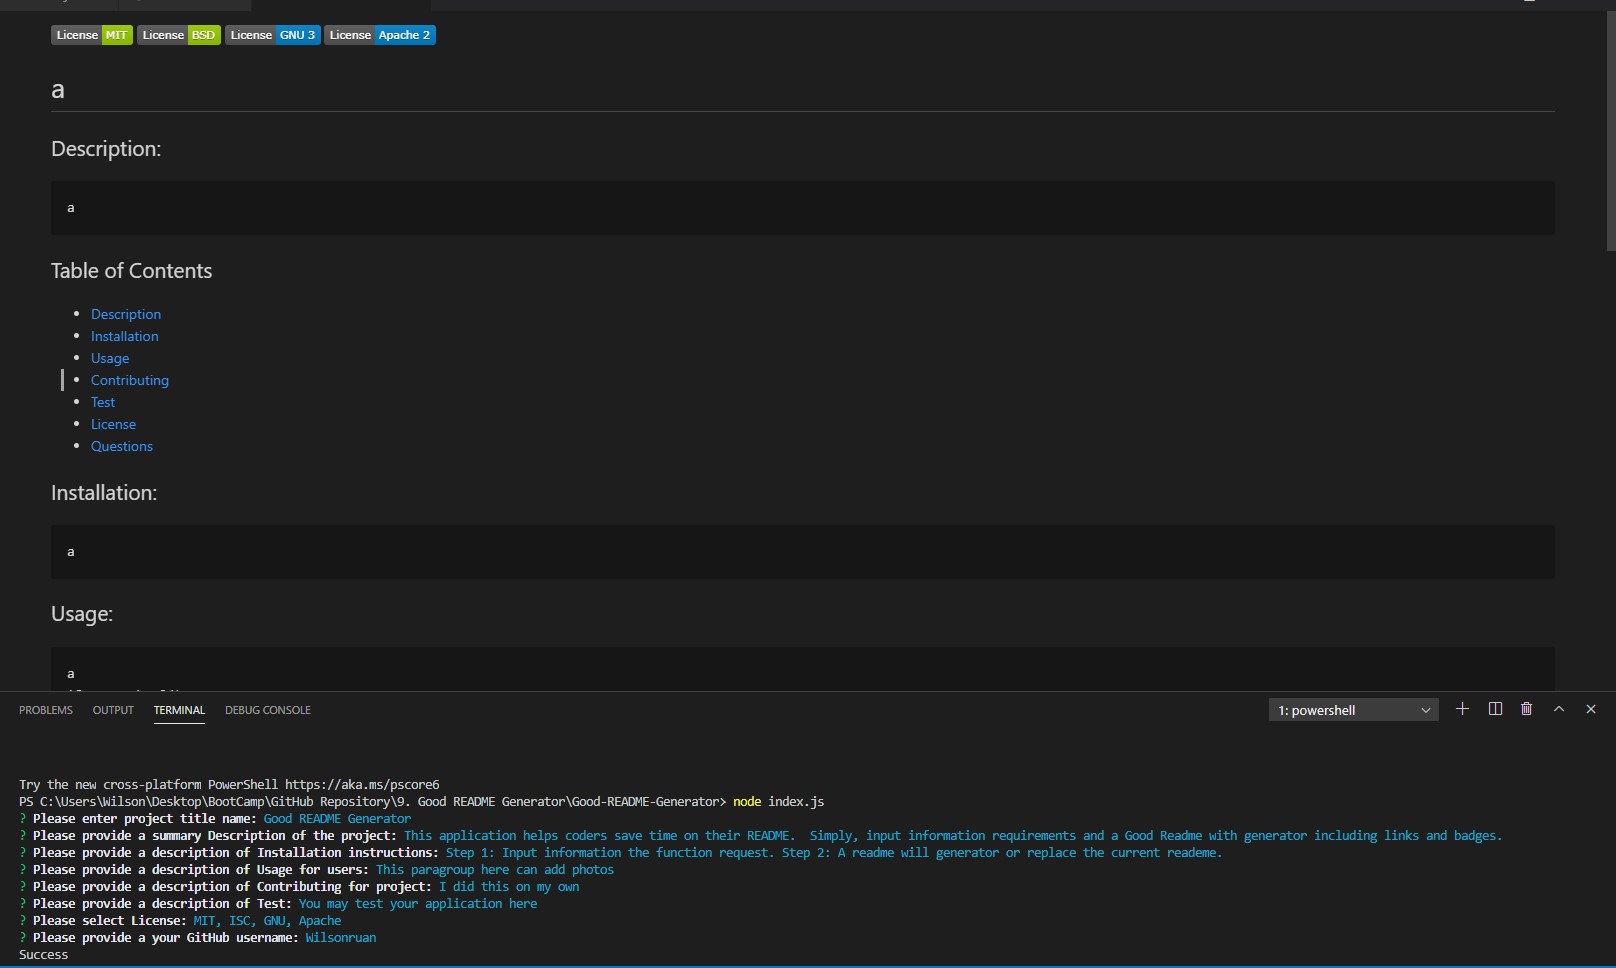 License MIT License BSD License GNU 3 License Apache 2
a
Description:
a
Table of Contents
Description
Installation
Usage
Contributing
Test
License
Questions
Installation:
a
Usage:
a
PROBLEMS OUTPUT TERMINAL DEBUG CONSOLE 1: powershell
Try the new cross-platform PowerShell https://aka.ms/pscore6
PS C:\Users\Wilson\Desktop\BootCamp\GitHub Repository\9. Good README Generator\Good-README-Generator> node index.js
? Please enter project title name: Good README Generator
? Please provide a summary Description of the project: This application helps coders save time on their README.  Simply, input information requirements and a Good Readme with generator including links and badges.
? Please provide a description of Installation instructions: Step 1: Input information the function request. Step 2: A readme will generator or replace the current reademe.
? Please provide a description of Usage for users: This paragroup here can add photos
? Please provide a description of Contributing for project: I did this on my own
? Please provide a description of Test: You may test your application here
? Please select License: MIT, ISC, GNU, Apache
? Please provide a your GitHub username: Wilsonruan
Success